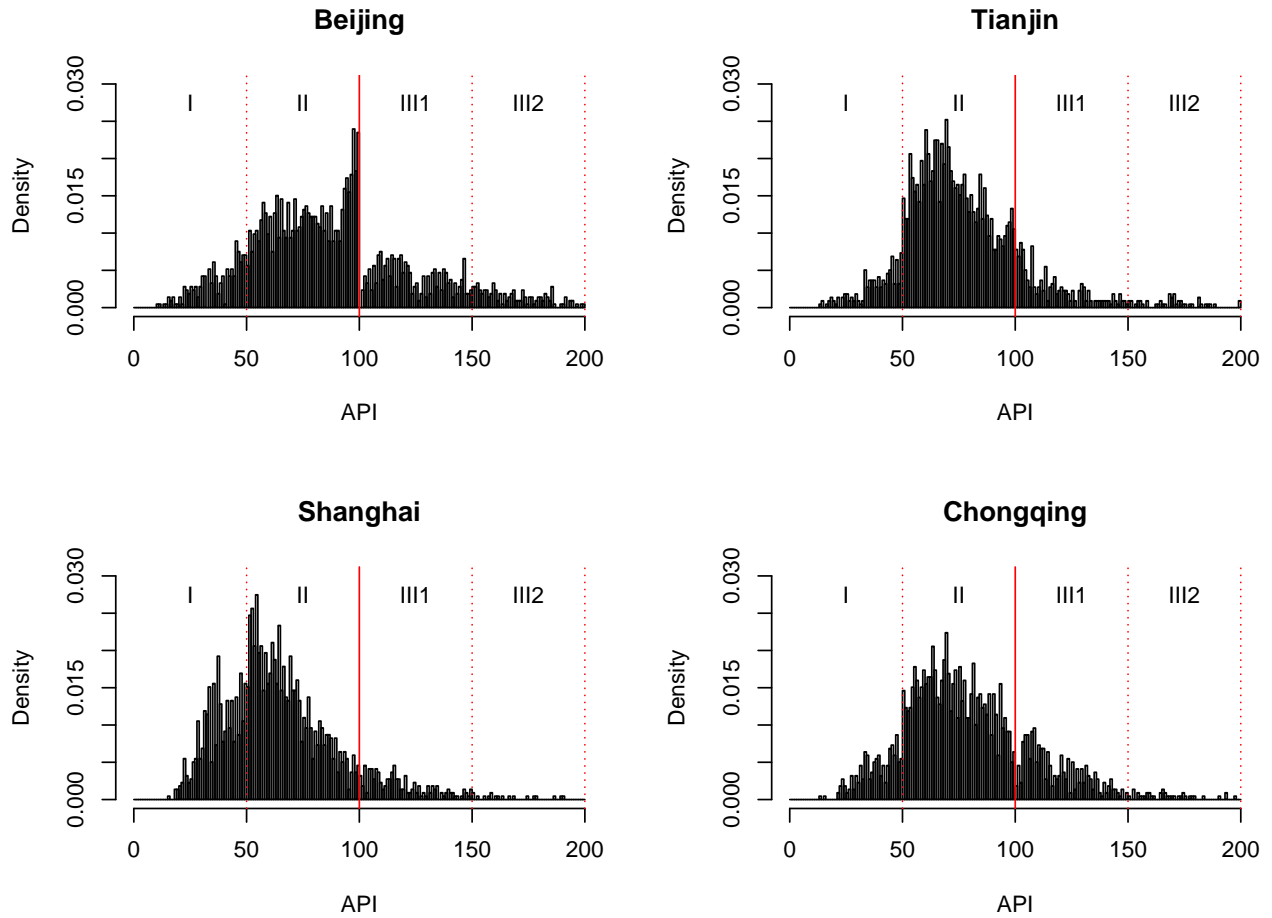 Beijing
0.030
0.015
0.000
Density
I
II
III1
III2
0
50
100
150
200
API
Tianjin
0.030
0.015
0.000
Density
I
II
III1
III2
0
50
100
150
200
API
Shanghai
0.030
0.015
0.000
Density
I
II
III1
III2
0
50
100
150
200
API
Chongqing
0.030
0.015
0.000
Density
I
II
III1
III2
0
50
100
150
200
API